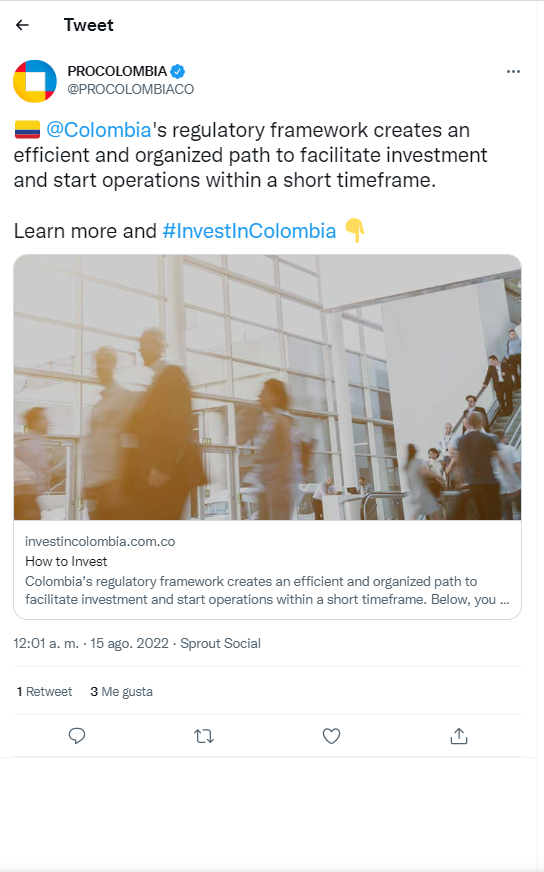 Tweet
PROCOLOMBIA
@PROCOLOMBIACO
@Colombia's regulatory framework creates an
efficient and organized path to facilitate investment
and start operations within a short timeframe.
Learn more and #InvestInColombia
investincolombia.com.co
How to Invest
Colombia's regulatory framework creates an efficient and organized path to
facilitate investment and start operations within a short timeframe. Below, you ...
12:01 a. m. · 15 ago. 2022 · Sprout Social
1 Retweet 3 Me gusta